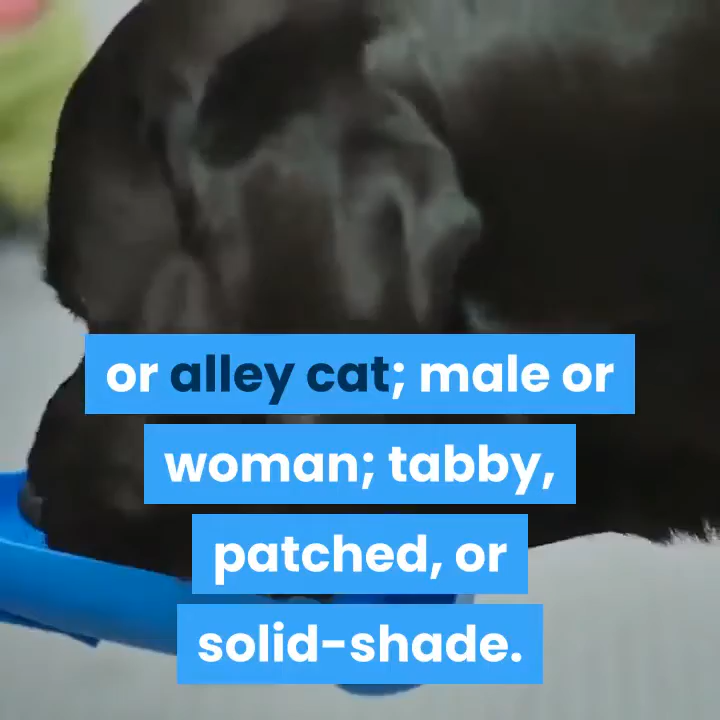 or alley cat; male or
woman; tabby,
patched, or
solid-shade.